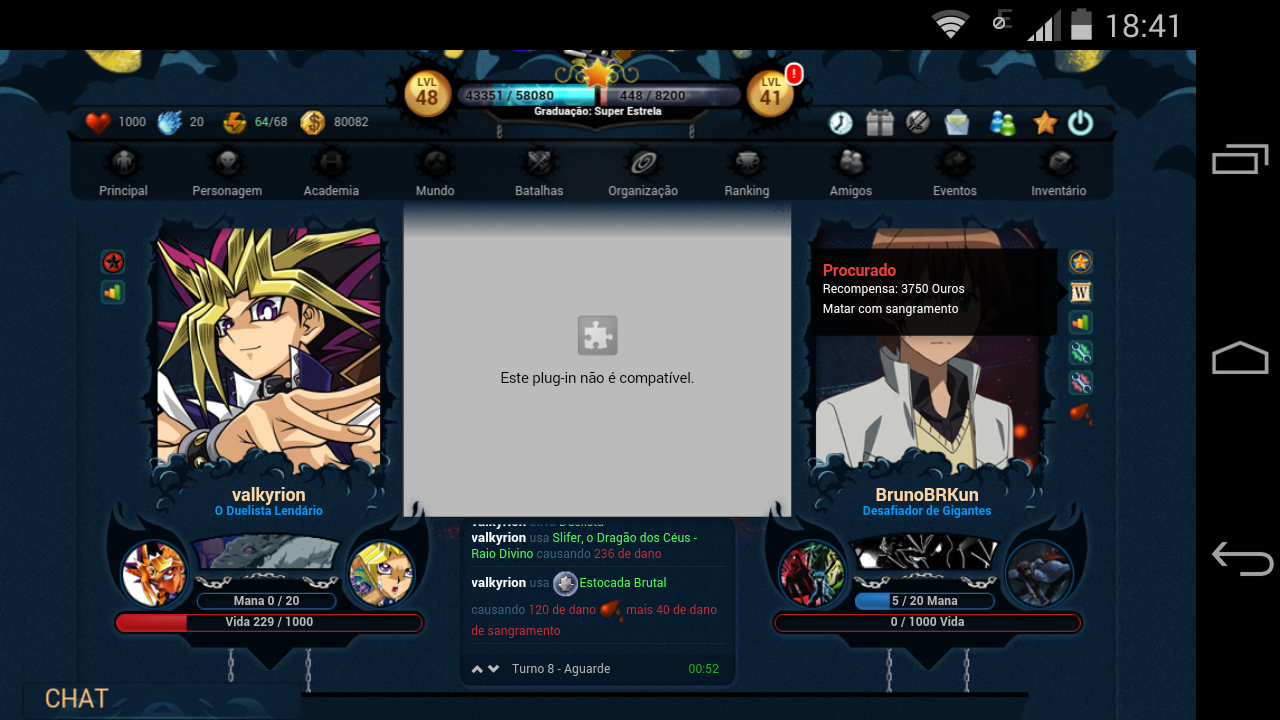 18:41
LVL
48
43351 / 58080
448 / 8200
LVL
41
!
Graduação: Super Estrela
1000
20
64/68
80082
Principal
Personagem
Academia
Mundo
Batalhas
Organização
Ranking
Amigos
Eventos
Inventário
Este plug-in não é compatível.
Procurado
Recompensa: 3750 Ouros
Matar com sangramento
W
valkyrion
O Duelista Lendário
Mana 0 / 20
Vida 229 / 1000
valkyrion usa Slifer, o Dragão dos Céus -
Raio Divino causando 236 de dano
valkyrion usa Estocada Brutal
causando 120 de dano mais 40 de dano
de sangramento
Turno 8 - Aguarde
00:52
BrunoBRKun
Desafiador de Gigantes
5 / 20 Mana
0 / 1000 Vida
CHAT